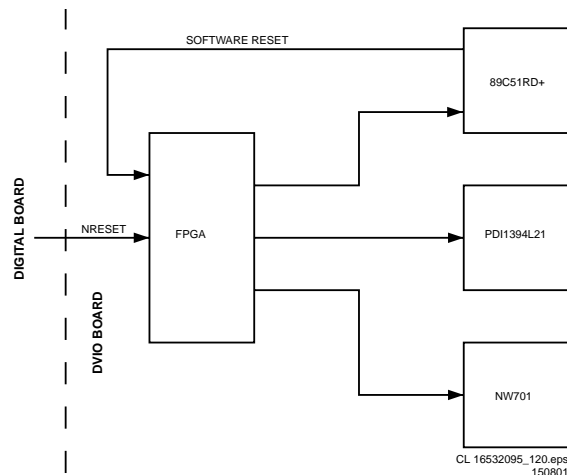 SOFTWARE RESET
89C51RD+
DIGITAL BOARD
NRESET
FPGA
PDI1394L21
DVIO BOARD
NW701
CL 16532095_120.eps
150801